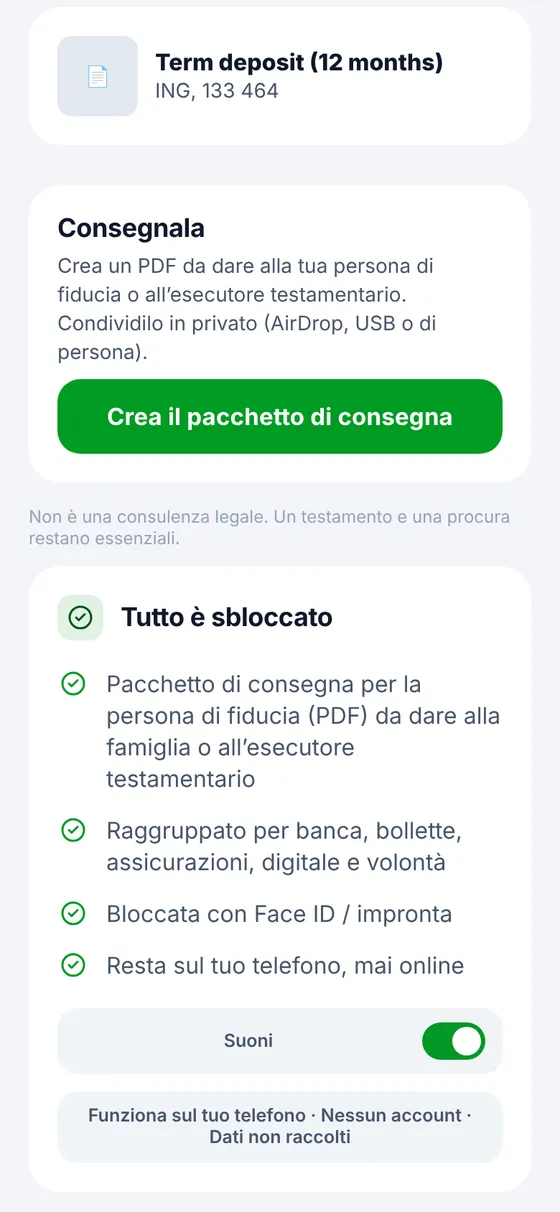 Term deposit (12 months)
ING, 133 464
Consegnala
Crea un PDF da dare alla tua persona di
fiducia o all’esecutore testamentario.
Condividilo in privato (AirDrop, USB o di
persona).
Crea il pacchetto di consegna
Non è una consulenza legale. Un testamento e una procura
restano essenziali.
Tutto è sbloccato
Pacchetto di consegna per la
persona di fiducia (PDF) da dare alla
famiglia o all’esecutore
testamentario
Raggruppato per banca, bollette,
assicurazioni, digitale e volontà
Bloccata con Face ID / impronta
Resta sul tuo telefono, mai online
Suoni
Funziona sul tuo telefono · Nessun account ·
Dati non raccolti